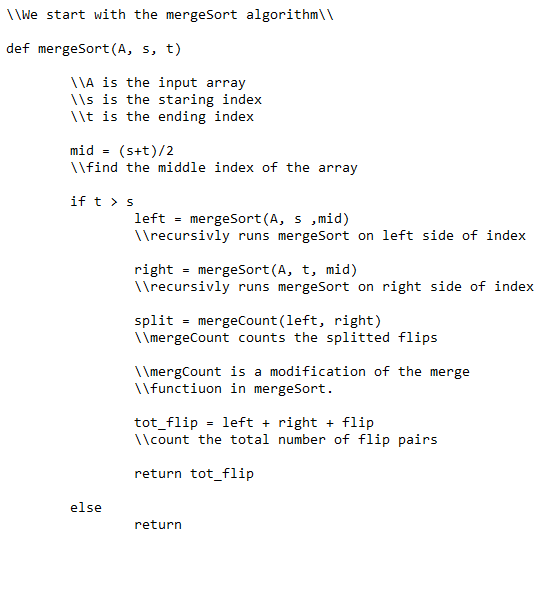 \\We start with the mergeSort algorithm\\
def mergeSort(A, s, t)
\\A is the input array
\\s is the staring index
\\t is the ending index
mid = (s+t)/2
\\find the middle index of the array
if t > s
left = mergeSort(A, s ,mid)
\\recursivly runs mergeSort on left side of index
right = mergeSort(A, t, mid)
\\recursivly runs mergeSort on right side of index
split = mergeCount(left, right)
\\mergeCount counts the splitted flips
\\mergCount is a modification of the merge
\\functiuon in mergeSort.
tot_flip = left + right + flip
\\count the total number of flip pairs
return tot_flip
else
return